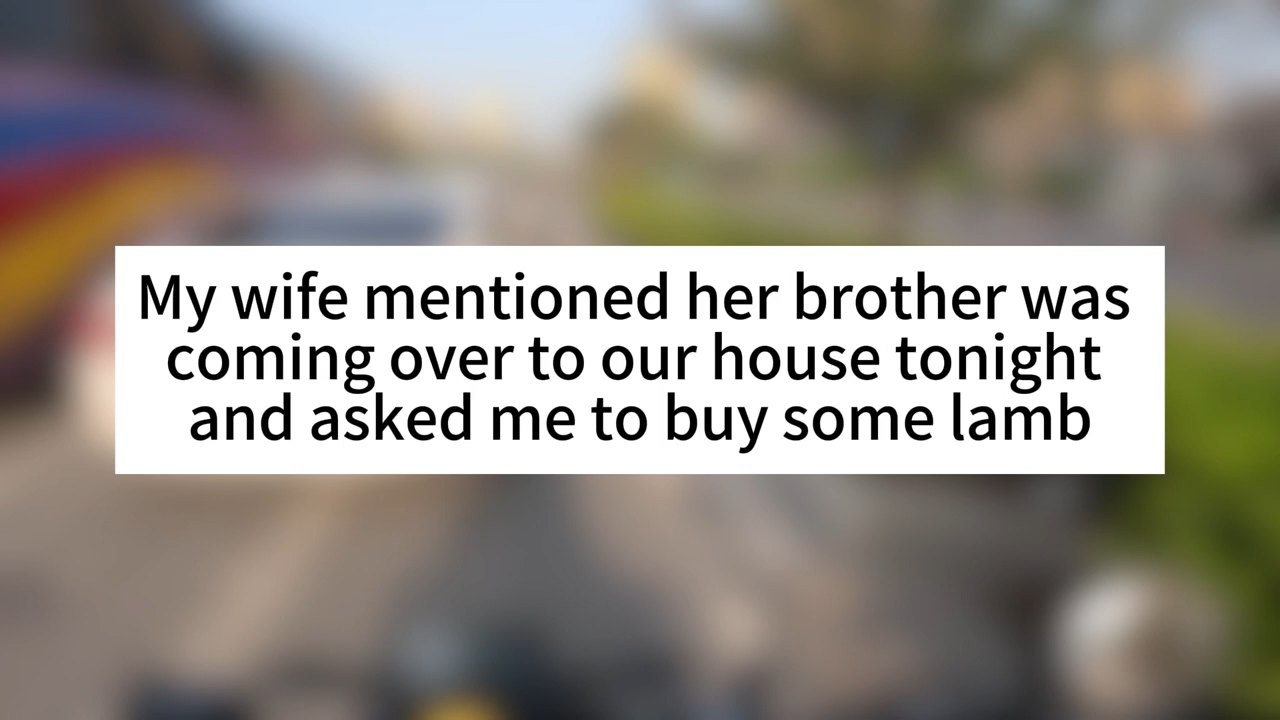 My wife mentioned her brother was
coming over to our house tonight
and asked me to buy some lamb